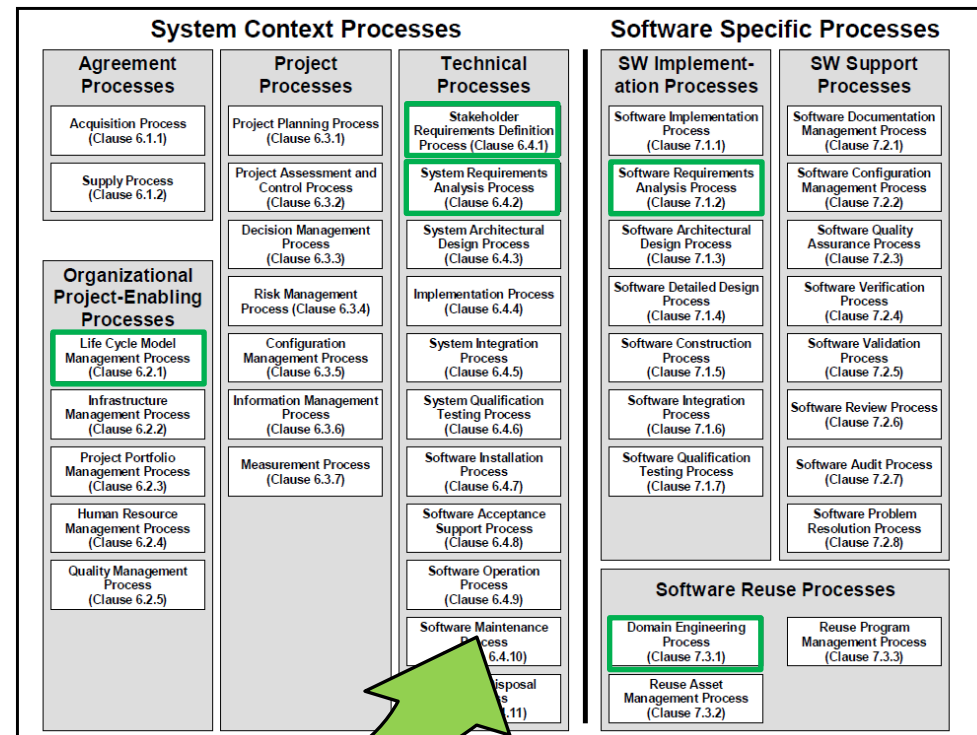 System Context Processes
Software Specific Processes
Agreement
Processes
Acquisition Process
(Clause 6.1.1)
Supply Process
(Clause 6.1.2)
Organizational
Project-Enabling
Processes
Life Cycle Model
Management Process
(Clause 6.2.1)
Infrastructure
Management Process
(Clause 6.2.2)
Project Portfolio
Management Process
(Clause 6.2.3)
Human Resource
Management Process
(Clause 6.2.4)
Quality Management
Process
(Clause 6.2.5)
Project
Processes
Project Planning Process
(Clause 6.3.1)
Project Assessment and
Control Process
(Clause 6.3.2)
Decision Management
Process
(Clause 6.3.3)
Risk Management
Process (Clause 6.3.4)
Configuration
Management Process
(Clause 6.3.5)
Information Management
Process
(Clause 6.3.6)
Measurement Process
(Clause 6.3.7)
Technical
Processes
Stakeholder
Requirements Definition
Process (Clause 6.4.1)
System Requirements
Analysis Process
(Clause 6.4.2)
System Architectural
Design Process
(Clause 6.4.3)
Implementation Process
(Clause 6.4.4)
System Integration
Process
(Clause 6.4.5)
System Qualification
Testing Process
(Clause 6.4.6)
Software Installation
Process
(Clause 6.4.7)
Software Acceptance
Support Process
(Clause 6.4.8)
Software Operation
Process
(Clause 6.4.9)
Software Maintenance
6.4.10)
.11)
SW Implement-
ation Processes
Software Implementation
Process
(Clause 7.1.1)
Software Requirements
Analysis Process
(Clause 7.1.2)
Software Architectural
Design Process
(Clause 7.1.3)
Software Detailed Design
Process
(Clause 7.1.4)
Software Construction
Process
(Clause 7.1.5)
Software Integration
Process
(Clause 7.1.6)
Software Qualification
Testing Process
(Clause 7.1.7)
SW Support
Processes
Software Documentation
Management Process
(Clause 7.2.1)
Software Configuration
Management Process
(Clause 7.2.2)
Software Quality
Assurance Process
(Clause 7.2.3)
Software Verification
Process
(Clause 7.2.4)
Software Validation
Process
(Clause 7.2.5)
Software Review Process
(Clause 7.2.6)
Software Audit Process
(Clause 7.2.7)
Software Problem
Resolution Process
(Clause 7.2.8)
Software Reuse Processes
Domain Engineering
Process
(Clause 7.3.1)
Reuse Asset
Management Process
(Clause 7.3.2)
Reuse Program
Management Process
(Clause 7.3.3)